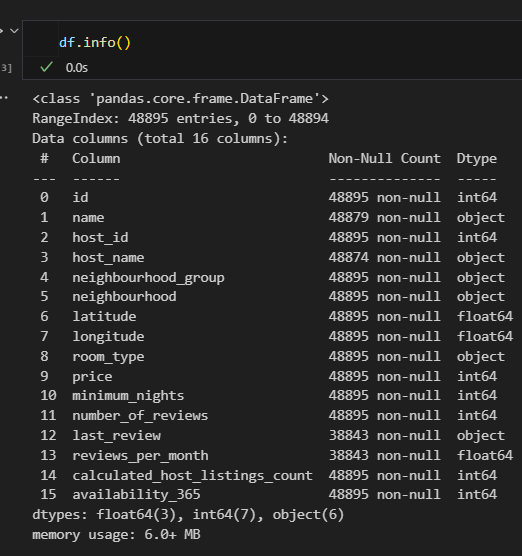 df.info()
3]
0.0s
<class 'pandas.core.frame.DataFrame'>
RangeIndex: 48895 entries, 0 to 48894
Data columns (total 16 columns):
 #   Column                          Non-Null Count  Dtype
---  ------                          --------------  -----
 0   id                              48895 non-null  int64
 1   name                            48879 non-null  object
 2   host_id                         48895 non-null  int64
 3   host_name                       48874 non-null  object
 4   neighbourhood_group             48895 non-null  object
 5   neighbourhood                   48895 non-null  object
 6   latitude                        48895 non-null  float64
 7   longitude                       48895 non-null  float64
 8   room_type                       48895 non-null  object
 9   price                           48895 non-null  int64
 10  minimum_nights                  48895 non-null  int64
 11  number_of_reviews               48895 non-null  int64
 12  last_review                     38843 non-null  object
 13  reviews_per_month               38843 non-null  float64
 14  calculated_host_listings_count  48895 non-null  int64
 15  availability_365                48895 non-null  int64
dtypes: float64(3), int64(7), object(6)
memory usage: 6.0+ MB